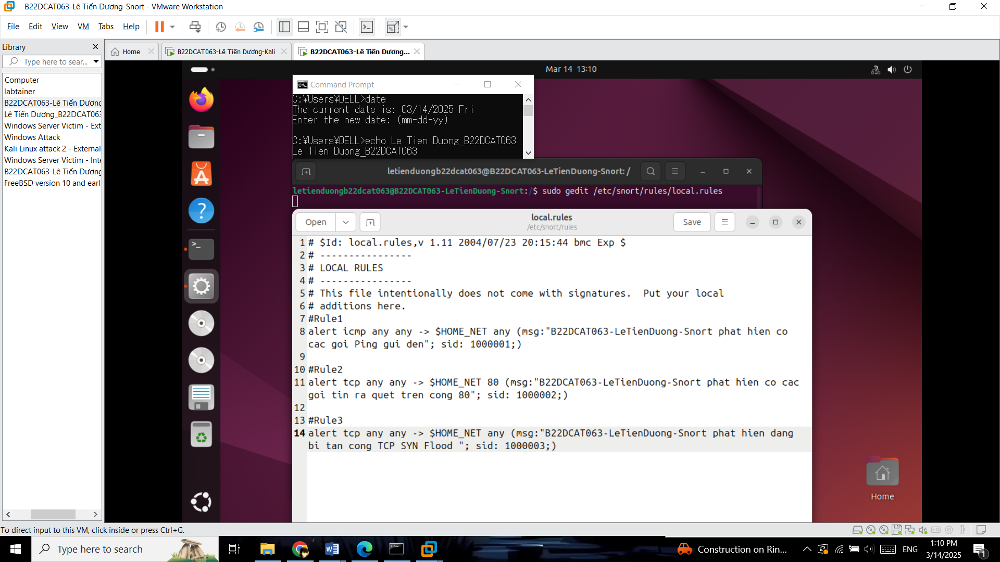 B22DCAT063-Lê Tiến Dương-Snort - VMware Workstation
File Edit View VM Tabs Help
Library
Type here to sear...
Computer
labtainer
B22DCAT063-Lê Tiến Dương
Lê Tiến Dương_B22DCAT063
Windows Server Victim - Ext
Windows Attack
Kali Linux attack 2 - External
Windows Server Victim - Inte
B22DCAT063-Lê Tiến Dương
FreeBSD version 10 and earl
Home
B22DCAT063-Lê Tiến Dương-Kali
B22DCAT063-Lê Tiến Dương...
Mar 14 13:10
Command Prompt
C:¥Users¥DELL>date
The current date is: 03/14/2025 Fri
Enter the new date: (mm-dd-yy)
C:¥Users¥DELL>echo Le Tien Duong_B22DCAT063
Le Tien Duong_B22DCAT063
letienduongb22dcat063@B22DCAT063-LeTienDuong-Snort: /
letienduongb22dcat063@B22DCAT063-LeTienDuong-Snort:/$ sudo gedit /etc/snort/rules/local.rules
Open
local.rules
/etc/snort/rules
Save
1 # $Id: local.rules,v 1.11 2004/07/23 20:15:44 bmc Exp $
2 # ----------------
3 # LOCAL RULES
4 # ----------------
5 # This file intentionally does not come with signatures.  Put your local
6 # additions here.
7 #Rule1
8 alert icmp any any -> $HOME_NET any (msg:"B22DCAT063-LeTienDuong-Snort phat hien co
cac goi Ping gui den"; sid: 1000001;)
9
10 #Rule2
11 alert tcp any any -> $HOME_NET 80 (msg:"B22DCAT063-LeTienDuong-Snort phat hien co cac
goi tin ra quet tren cong 80"; sid: 1000002;)
12
13 #Rule3
14 alert tcp any any -> $HOME_NET any (msg:"B22DCAT063-LeTienDuong-Snort phat hien dang
bi tan cong TCP SYN Flood "; sid: 1000003;)
Home
To direct input to this VM, click inside or press Ctrl+G.
Type here to search
Construction on Rin...
ENG
1:10 PM
3/14/2025
1